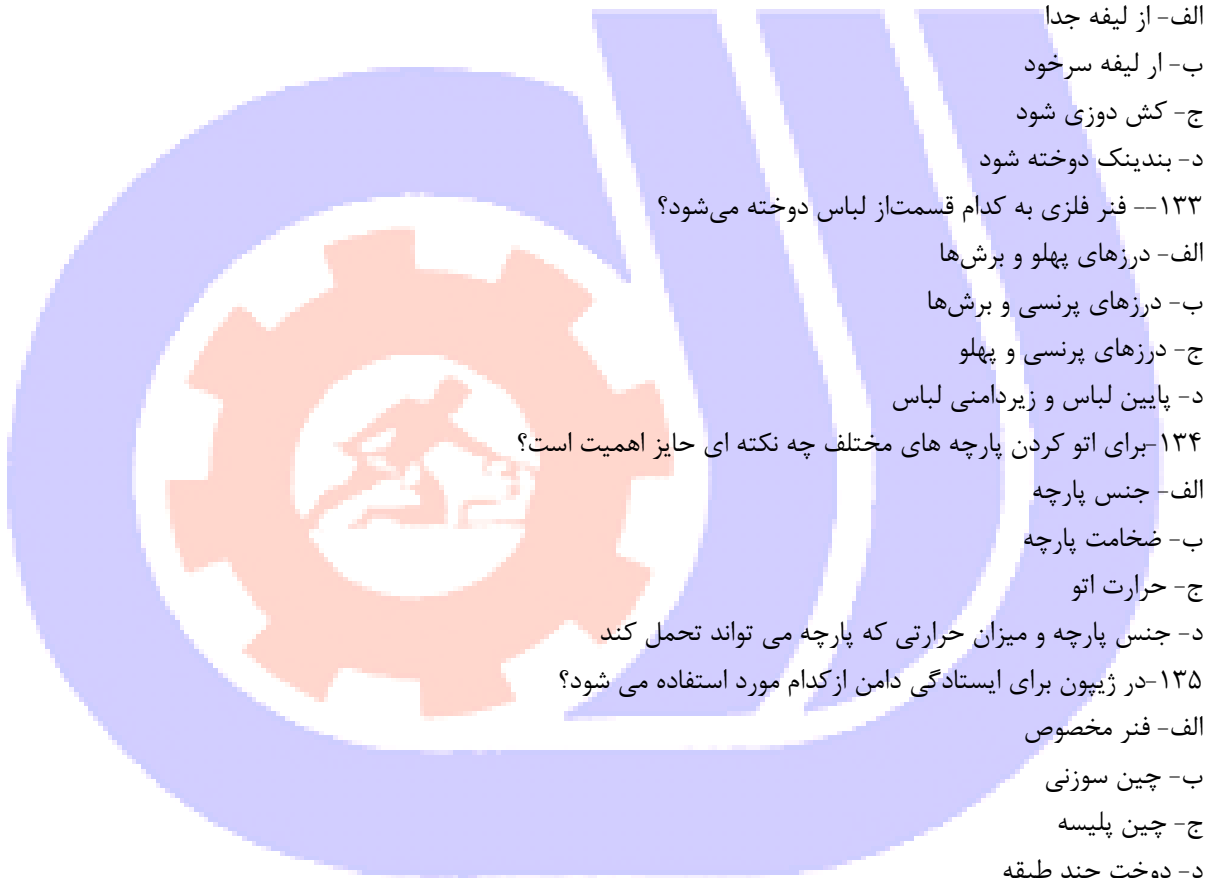 الف- از لیفه جدا
ب- ار لیفه سرخود
ج- کش دوزی شود
د- بندینک دوخته شود
۱۳۳-- فنر فلزی به کدام قسمت‌از لباس دوخته می‌شود؟
الف- درزهای پهلو و برش‌ها
ب- درزهای پرنسی و برش‌ها
ج- درزهای پرنسی و پهلو
د- پایین لباس و زیردامنی لباس
۱۳۴-برای اتو کردن پارچه های مختلف چه نکته ای حایز اهمیت است؟
الف- جنس پارچه
ب- ضخامت پارچه
ج- حرارت اتو
د- جنس پارچه و میزان حرارتی که پارچه می تواند تحمل کند
۱۳۵-در ژیپون برای ایستادگی دامن ازکدام مورد استفاده می شود؟
الف- فنر مخصوص
ب- چین سوزنی
ج- چین پلیسه
د- دوخت چند طبقه